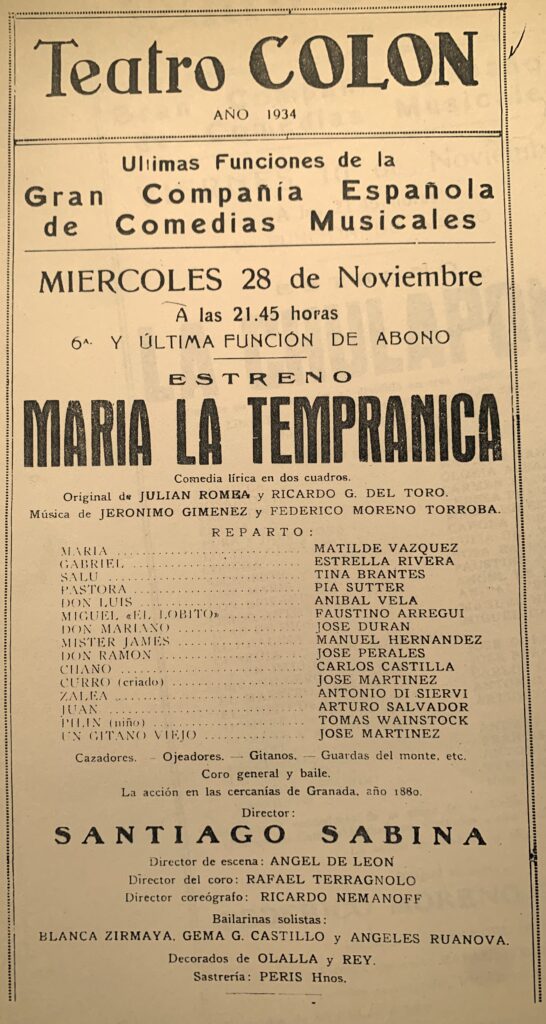 Teatro COLON
AÑO 1934
Ultimas Funciones de la
Gran Compañía Española
de Comedias Musicales
MIERCOLES 28 de Noviembre
A las 21.45 horas
6ª Y ÚLTIMA FUNCIÓN DE ABONO
ESTRENO
MARIA LA TEMPRANICA
Comedia lírica en dos cuadros.
Original de JULIAN ROMEA y RICARDO G. DEL TORO.
Música de JERONIMO GIMENEZ y FEDERICO MORENO TORROBA.
REPARTO:
MARIA .............................. MATILDE VAZQUEZ
GABRIEL .............................. ESTRELLA RIVERA
SALU .............................. TINA BRANTES
PASTORA .............................. PIA SUTTER
DON LUIS .............................. ANIBAL VELA
MIGUEL «EL LOBITO» .............. FAUSTINO ARREGUI
DON MARIANO .............................. JOSE DURAN
MISTER JAMES .............................. MANUEL HERNANDEZ
DON RAMON .............................. JOSE PERALES
CHANO .............................. CARLOS CASTILLA
CURRO (criado) .............................. JOSE MARTINEZ
ZALEA .............................. ANTONIO DI SIERVI
JUAN .............................. ARTURO SALVADOR
PILIN (niño) .............................. TOMAS WAINSTOCK
UN GITANO VIEJO .............................. JOSE MARTINEZ
Cazadores. — Ojeadores. — Gitanos. — Guardas del monte, etc.
Coro general y baile.
La acción en las cercanías de Granada, año 1880.
Director:
SANTIAGO SABINA
Director de escena: ANGEL DE LEON
Director del coro: RAFAEL TERRAGNOLO
Director coreógrafo: RICARDO NEMANOFF
Bailarinas solistas:
BLANCA ZIRMAYA, GEMA G. CASTILLO y ANGELES RUANOVA.
Decorados de OLALLA y REY.
Sastrería: PERIS Hnos.